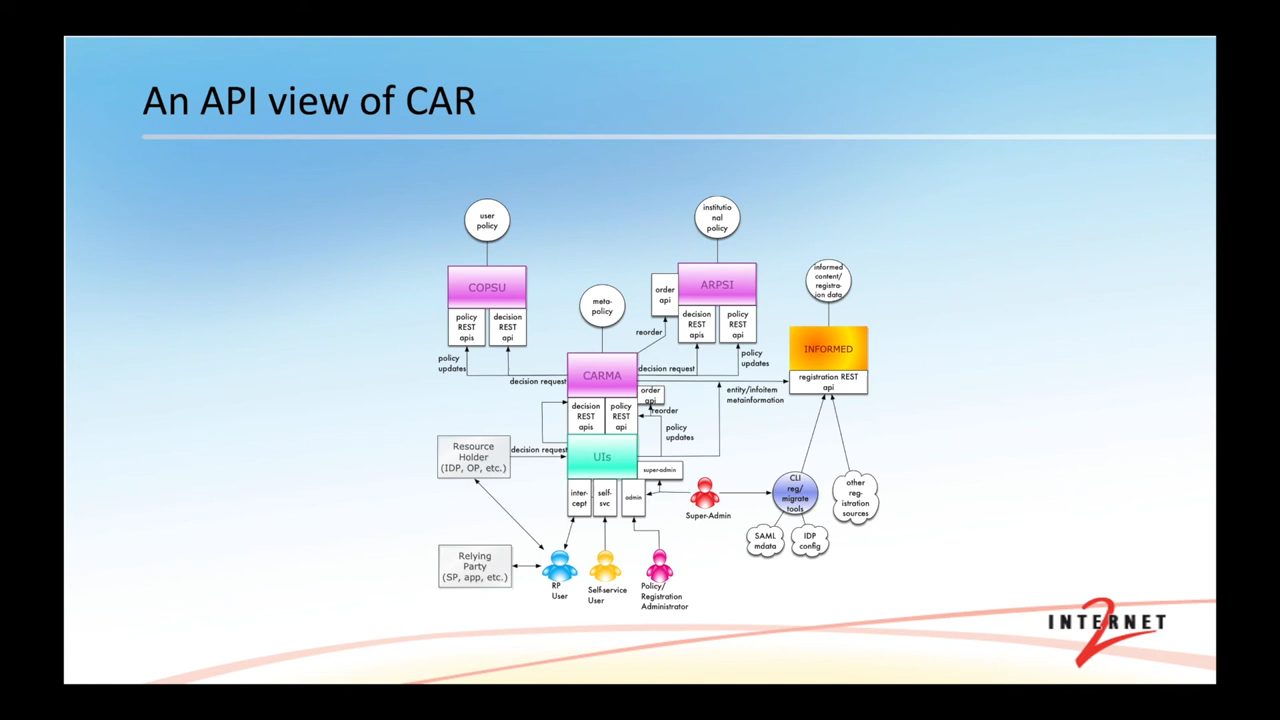 An API view of CAR
user
policy
institutio
nal
policy
COPSU
policy
REST
apis
decision
REST
api
policy
updates
decision request
meta-
policy
order
api
ARPSI
decision
REST
apis
policy
REST
api
reorder
decision request
policy
updates
informed
content/
registra-
ion data
INFORMED
registration REST
api
CARMA
order
api
reorder
entity/infoitem
metainformation
decision
REST
apis
policy
REST
api
policy
updates
Resource
Holder
(IDP, OP, etc.)
decision request
UIs
super-admin
inter-
cept
self-
svc
admin
Super-Admin
CLI
reg/
migrate
tools
other
reg-
istration
sources
SAML
mdata
IDP
config
Relying
Party
(SP, app, etc.)
RP
User
Self-service
User
Policy/
Registration
Administrator
INTERNET
2